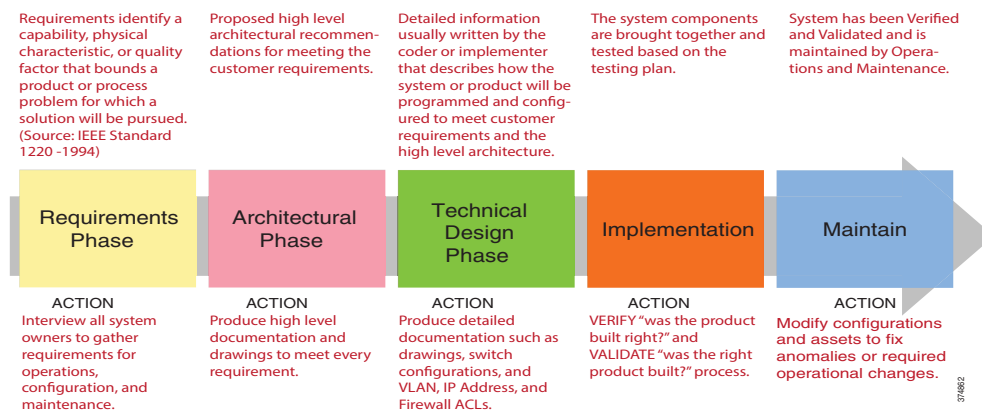 Requirements identify a
capability, physical
characteristic, or quality
factor that bounds a
product or process
problem for which a
solution will be pursued.
(Source: IEEE Standard
1220 -1994)
Proposed high level
architectural recommen-
dations for meeting the
customer requirements.
Detailed information
usually written by the
coder or implementer
that describes how the
system or product will be
programmed and config-
ured to meet customer
requirements and the
high level architecture.
The system components
are brought together and
tested based on the
testing plan.
System has been Verified
and Validated and is
maintained by Opera-
tions and Maintenance.
Requirements
Phase
Architectural
Phase
Technical
Design
Phase
Implementation
Maintain
ACTION
Interview all system
owners to gather
requirements for
operations,
configuration, and
maintenance.
ACTION
Produce high level
documentation and
drawings to meet every
requirement.
ACTION
Produce detailed
documentation such as
drawings, switch
configurations, and
VLAN, IP Address, and
Firewall ACLs.
ACTION
VERIFY “was the product
built right?” and
VALIDATE “was the right
product built?” process.
ACTION
Modify configurations
and assets to fix
anomalies or required
operational changes.
374862